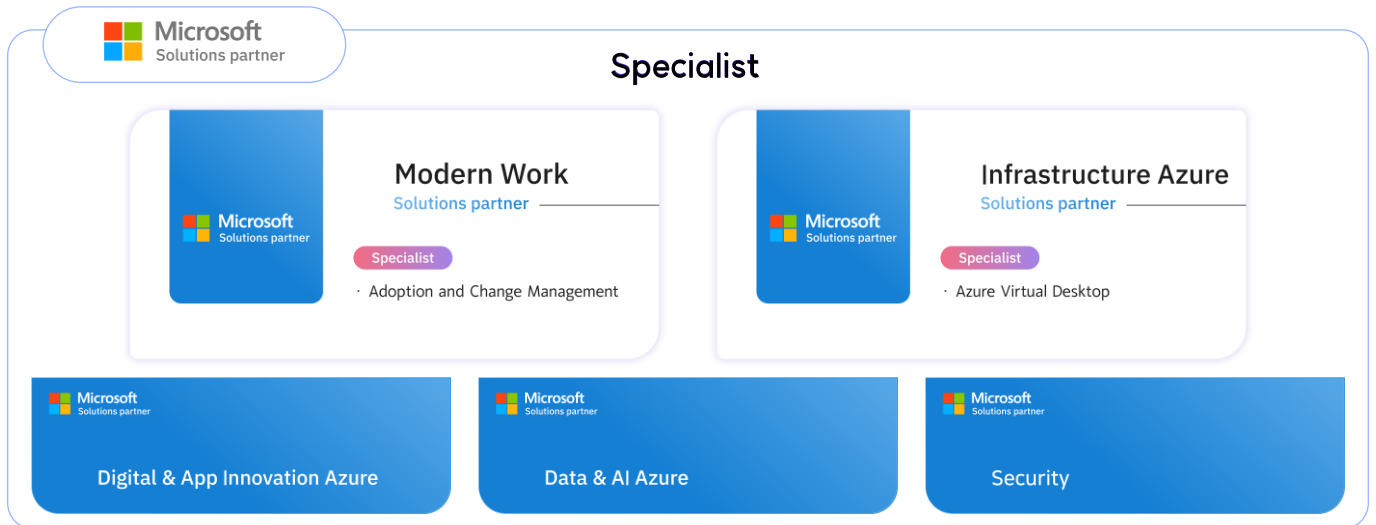 Microsoft
Solutions partner
Specialist
Modern Work
Solutions partner
Microsoft
Solutions partner
Specialist
· Adoption and Change Management
Infrastructure Azure
Solutions partner
Microsoft
Solutions partner
Specialist
· Azure Virtual Desktop
Microsoft
Solutions partner
Digital & App Innovation Azure
Microsoft
Solutions partner
Data & AI Azure
Microsoft
Solutions partner
Security